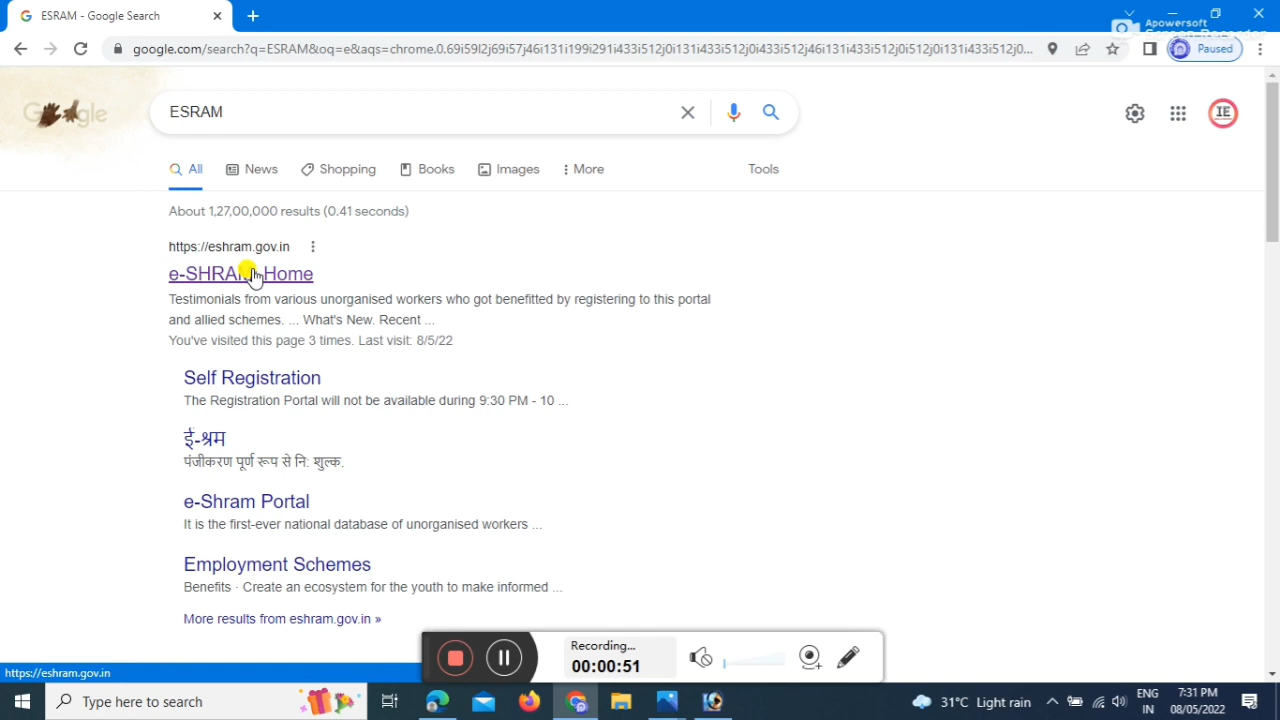 ESRAM - Google Search
Apowersoft
google.com/search?q=ESRAM&oq=e&aqs=chrome.0.69i59l2j69i57j46i131i199i291i433i512j0i131i433i512j0i433i512j46i131i433i512j0i512j0i131i433i512j0...
Paused
ESRAM
IE
All
News
Shopping
Books
Images
More
Tools
About 1,27,00,000 results (0.41 seconds)
https://eshram.gov.in
e-SHRAM Home
Testimonials from various unorganised workers who got benefitted by registering to this portal
and allied schemes. ... What's New. Recent ...
You've visited this page 3 times. Last visit: 8/5/22
Self Registration
The Registration Portal will not be available during 9:30 PM - 10 ...
ई-श्रम
पंजीकरण पूर्ण रूप से नि: शुल्क.
e-Shram Portal
It is the first-ever national database of unorganised workers ...
Employment Schemes
Benefits · Create an ecosystem for the youth to make informed ...
More results from eshram.gov.in »
Recording...
00:00:51
https://eshram.gov.in
Type here to search
31°C Light rain
ENG
IN
7:31 PM
08/05/2022